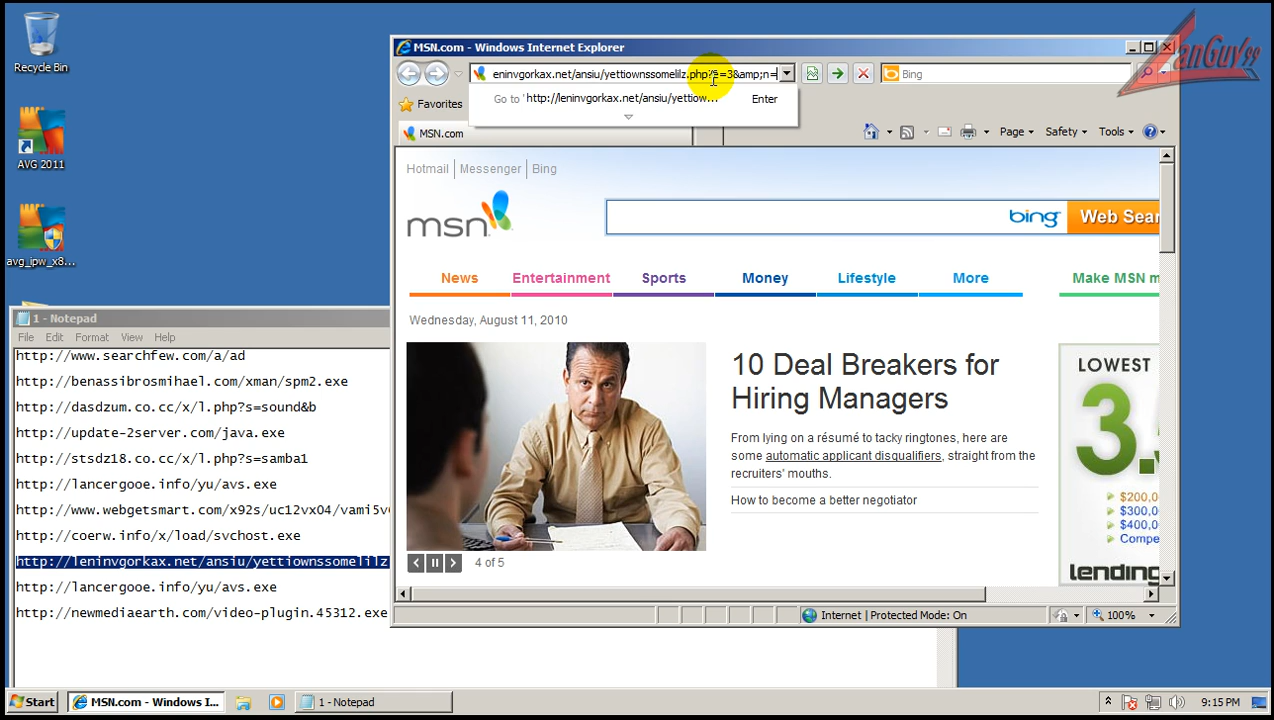 Recycle Bin
AVG 2011
avg_ipw_x8...
MSN.com - Windows Internet Explorer
eninvgorkax.net/ansiu/yettiownssomelilz.php?e=3&amp;n=
Bing
Go to ' http://leninvgorkax.net/ansiu/yettiow... Enter
Favorites
MSN.com
Page
Safety
Tools
Hotmail
Messenger
Bing
msn
bing
Web Sear
News
Entertainment
Sports
Money
Lifestyle
More
Make MSN m
Wednesday, August 11, 2010
10 Deal Breakers for
Hiring Managers
From lying on a résumé to tacky ringtones, here are
some automatic applicant disqualifiers, straight from the
recruiters' mouths.
How to become a better negotiator
4 of 5
LOWEST
3.
$200,0
$300,0
$400,0
Compe
lending
Internet | Protected Mode: On
100%
1 - Notepad
File Edit Format View Help
http://www.searchfew.com/a/ad
http://benassibrosmihael.com/xman/spm2.exe
http://dasdzum.co.cc/x/l.php?s=sound&b
http://update-2server.com/java.exe
http://stsdz18.co.cc/x/l.php?s=samba1
http://lancergooe.info/yu/avs.exe
http://www.webgetsmart.com/x92s/uc12vx04/vami5v
http://coerw.info/x/load/svchost.exe
http://leninvgorkax.net/ansiu/yettiownssomelilz
http://lancergooe.info/yu/avs.exe
http://newmediaearth.com/video-plugin.45312.exe
Start
MSN.com - Windows I...
1 - Notepad
9:15 PM